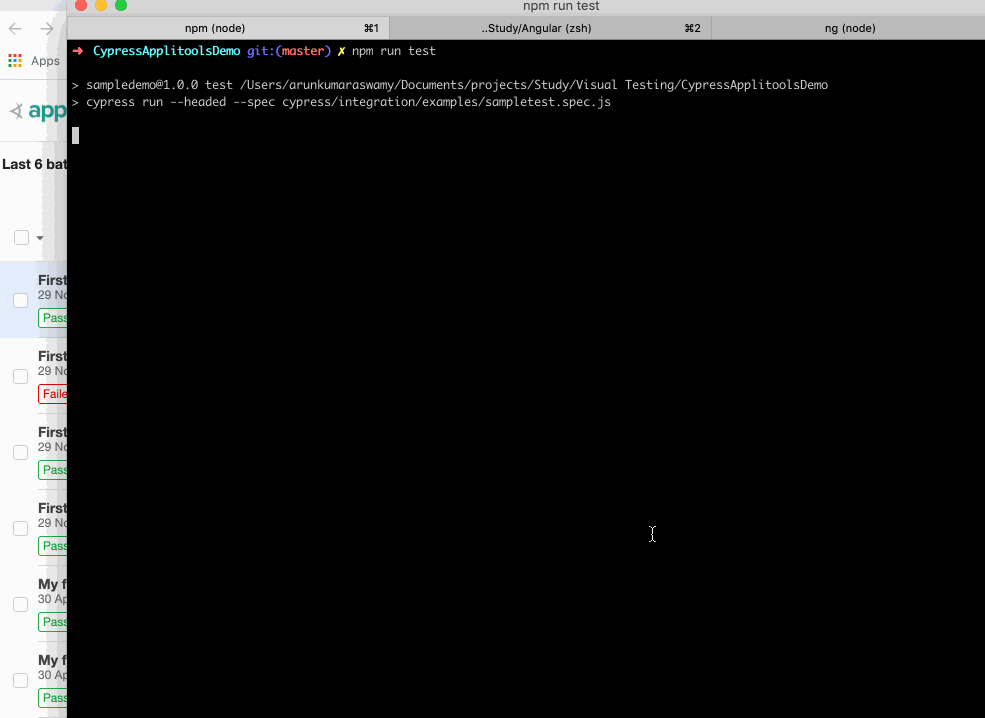 npm run test
npm (node) ⌘1 ..Study/Angular (zsh) ⌘2 ng (node)
➜ CypressApplitoolsDemo git:(master) ✗ npm run test
> sampledemo@1.0.0 test /Users/arunkumaraswamy/Documents/projects/Study/Visual Testing/CypressApplitoolsDemo
> cypress run --headed --spec cypress/integration/examples/sampletest.spec.js
Apps
app
Last 6 bat
First
29 No
Pass
First
29 No
Faile
First
29 No
Pass
First
29 No
Pass
My f
30 Ap
Pass
My f
30 Ap
Pass